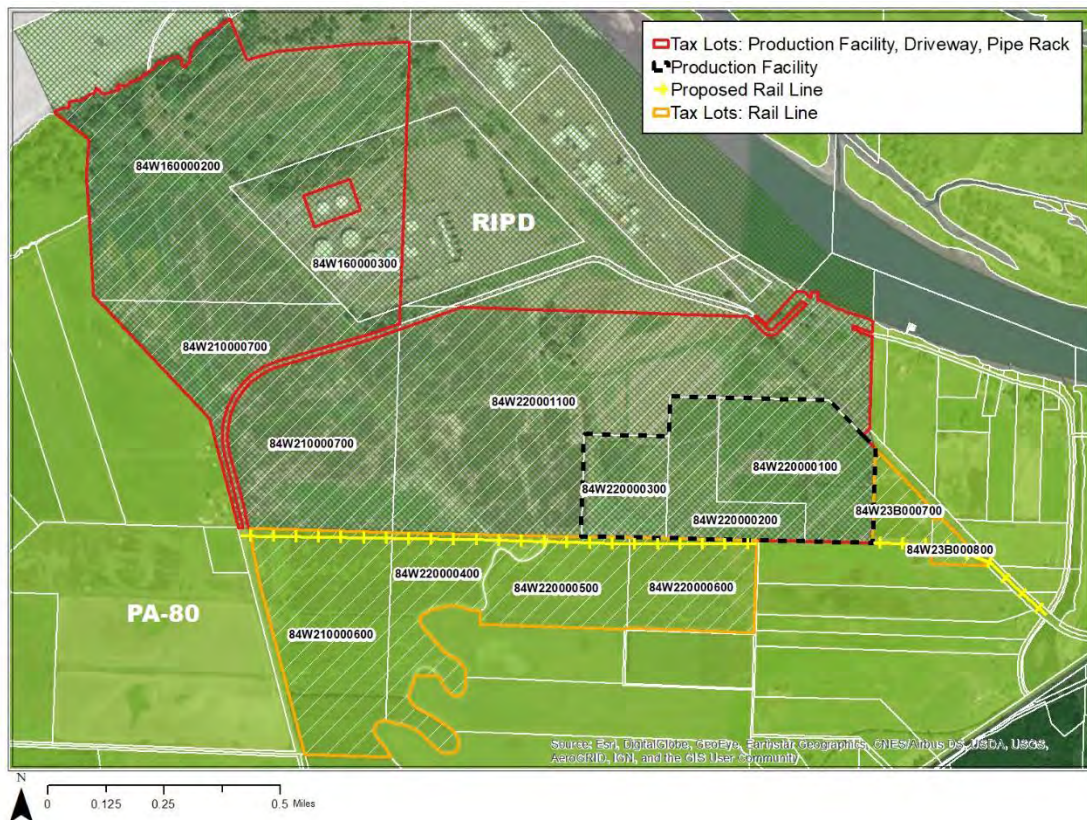 Tax Lots: Production Facility, Driveway, Pipe Rack
Production Facility
Proposed Rail Line
Tax Lots: Rail Line
84W160000200
RIPD
84W160000300
84W210000700
84W220001100
84W210000700
84W220000100
84W220000300
84W23B000700
84W220000200
84W23B000800
84W220000400
84W220000500
84W220000600
PA-80
84W210000600
Source: Esri, DigitalGlobe, GeoEye, Earthstar Geographics, CNES/Airbus DS, USDA, USGS,
AeroGRID, IGN, and the GIS User Community
N
0 0.125 0.25 0.5 Miles